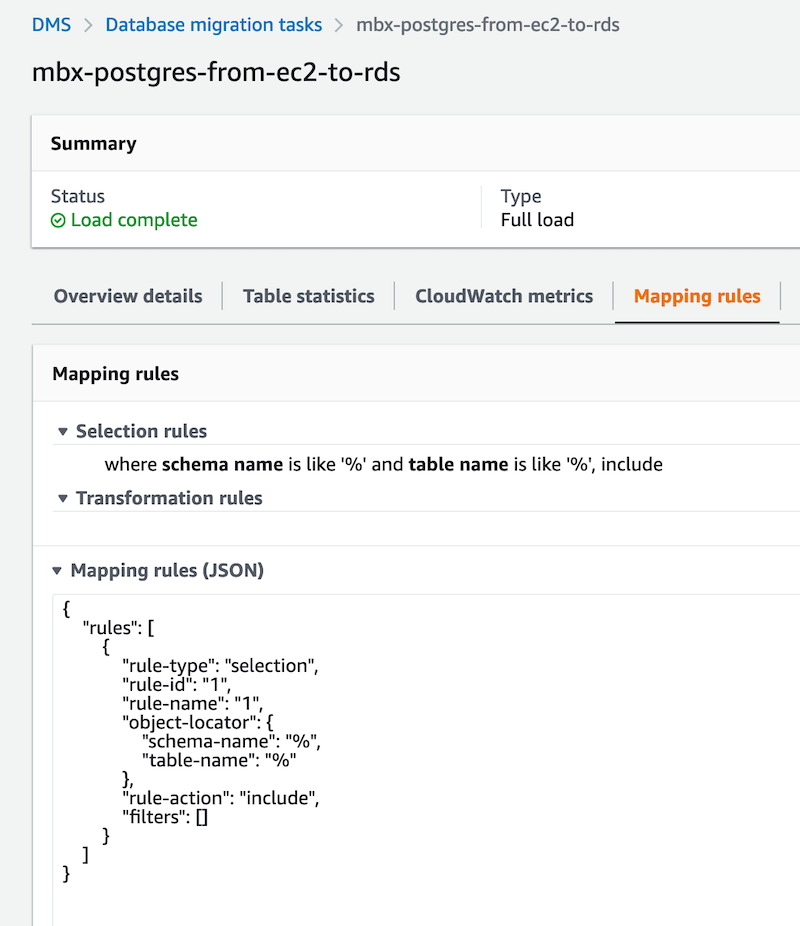 DMS > Database migration tasks > mbx-postgres-from-ec2-to-rds
mbx-postgres-from-ec2-to-rds
Summary
Status
Load complete
Type
Full load
Overview details
Table statistics
CloudWatch metrics
Mapping rules
Mapping rules
▼ Selection rules
where schema name is like '%' and table name is like '%', include
▼ Transformation rules
▼ Mapping rules (JSON)
{
    "rules": [
        {
            "rule-type": "selection",
            "rule-id": "1",
            "rule-name": "1",
            "object-locator": {
                "schema-name": "%",
                "table-name": "%"
            },
            "rule-action": "include",
            "filters": []
        }
    ]
}